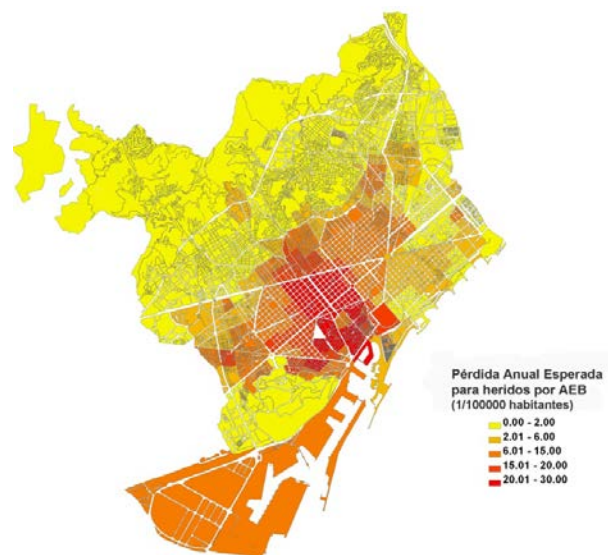 Pérdida Anual Esperada
para heridos por AEB
(1/100000 habitantes)
0.00 - 2.00
2.01 - 6.00
6.01 - 15.00
15.01 - 20.00
20.01 - 30.00